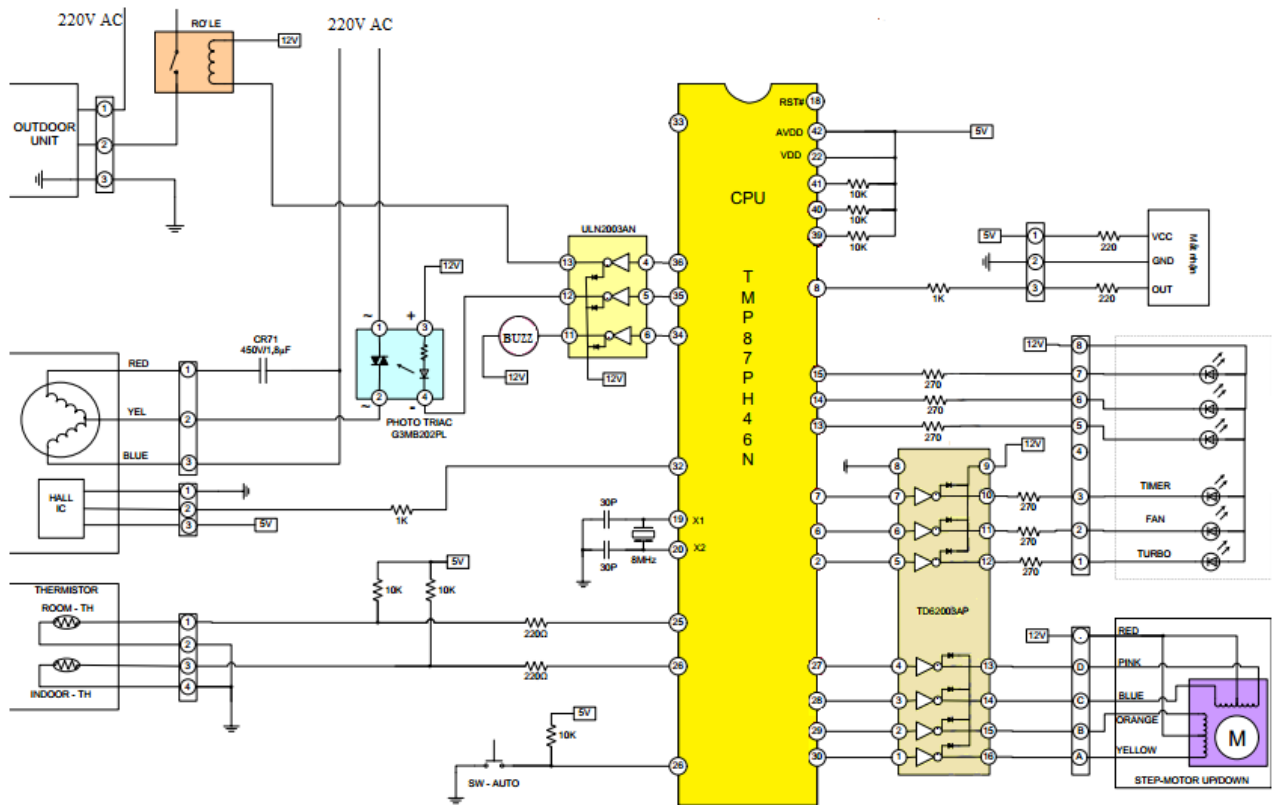 220V AC
RƠLE
12V
220V AC
OUTDOOR
UNIT
1
2
3
CPU
TMP87PH46N
33
36
35
34
32
19 X1
20 X2
25
26
26
RST# 18
AVDD 42
VDD 22
41
40
39
8
15
14
13
7
6
2
27
28
29
30
5V
10K
10K
10K
ULN2003AN
13 4
12 5
11 6
12V
BUZZ
12V
12V
~ 1
+ 3
~ 2
- 4
PHOTO TRIAC
G3MB202PL
CR71
450V/1,8µF
RED
YEL
BLUE
1
2
3
HALL
IC
1
2
3
5V
1K
30P
30P
8MHz
5V
10K
10K
THERMISTOR
ROOM - TH
INDOOR - TH
1
2
3
4
220Ω
220Ω
5V
10K
SW - AUTO
5V
1
2
3
220
220
1K
VCC
GND
OUT
12V
8
7
6
5
4
3
2
1
270
270
270
270
270
270
TIMER
FAN
TURBO
12V
8 9
7 10
6 11
5 12
TD62003AP
4 13
3 14
2 15
1 16
12V
.
D
C
B
A
RED
PINK
BLUE
ORANGE
YELLOW
M
STEP-MOTOR UP/DOWN